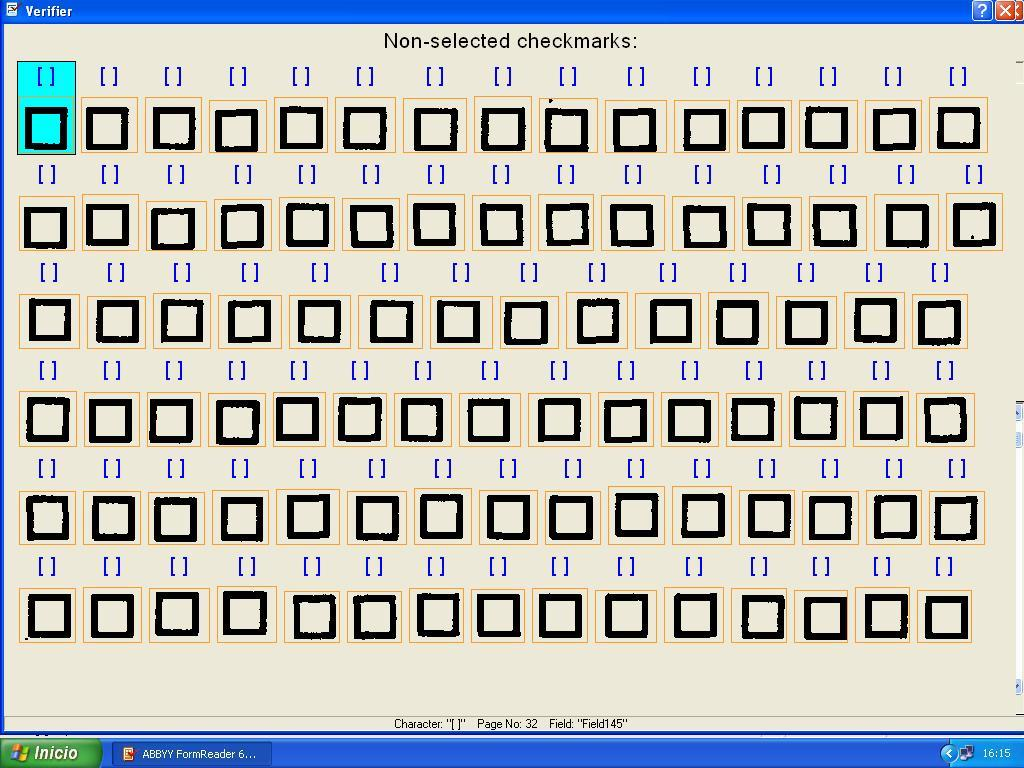 Verifier
Non-selected checkmarks:
[ ] [ ] [ ] [ ] [ ] [ ] [ ] [ ] [ ] [ ] [ ] [ ] [ ] [ ] [ ]
[ ] [ ] [ ] [ ] [ ] [ ] [ ] [ ] [ ] [ ] [ ] [ ] [ ] [ ] [ ]
[ ] [ ] [ ] [ ] [ ] [ ] [ ] [ ] [ ] [ ] [ ] [ ] [ ] [ ]
[ ] [ ] [ ] [ ] [ ] [ ] [ ] [ ] [ ] [ ] [ ] [ ] [ ] [ ] [ ]
[ ] [ ] [ ] [ ] [ ] [ ] [ ] [ ] [ ] [ ] [ ] [ ] [ ] [ ] [ ]
[ ] [ ] [ ] [ ] [ ] [ ] [ ] [ ] [ ] [ ] [ ] [ ] [ ] [ ] [ ]
Character: "[ ]" Page No: 32 Field: "Field145"
Inicio ABBYY FormReader 6... 16:15